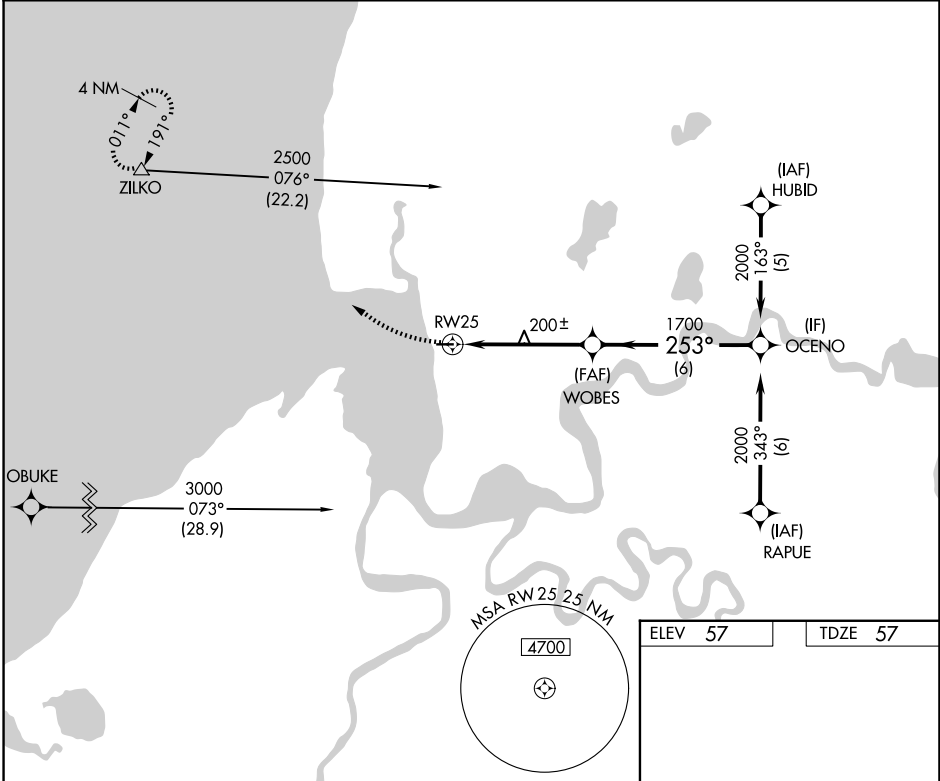 4 NM
011°
191°
ZILKO
2500
076°
(22.2)
(IAF)
HUBID
2000
163°
(5)
RW25
200±
1700
253°
(6)
(IF)
OCENO
(FAF)
WOBES
2000
343°
(6)
(IAF)
RAPUE
OBUKE
3000
073°
(28.9)
MSA RW25 25 NM
4700
ELEV 57
TDZE 57